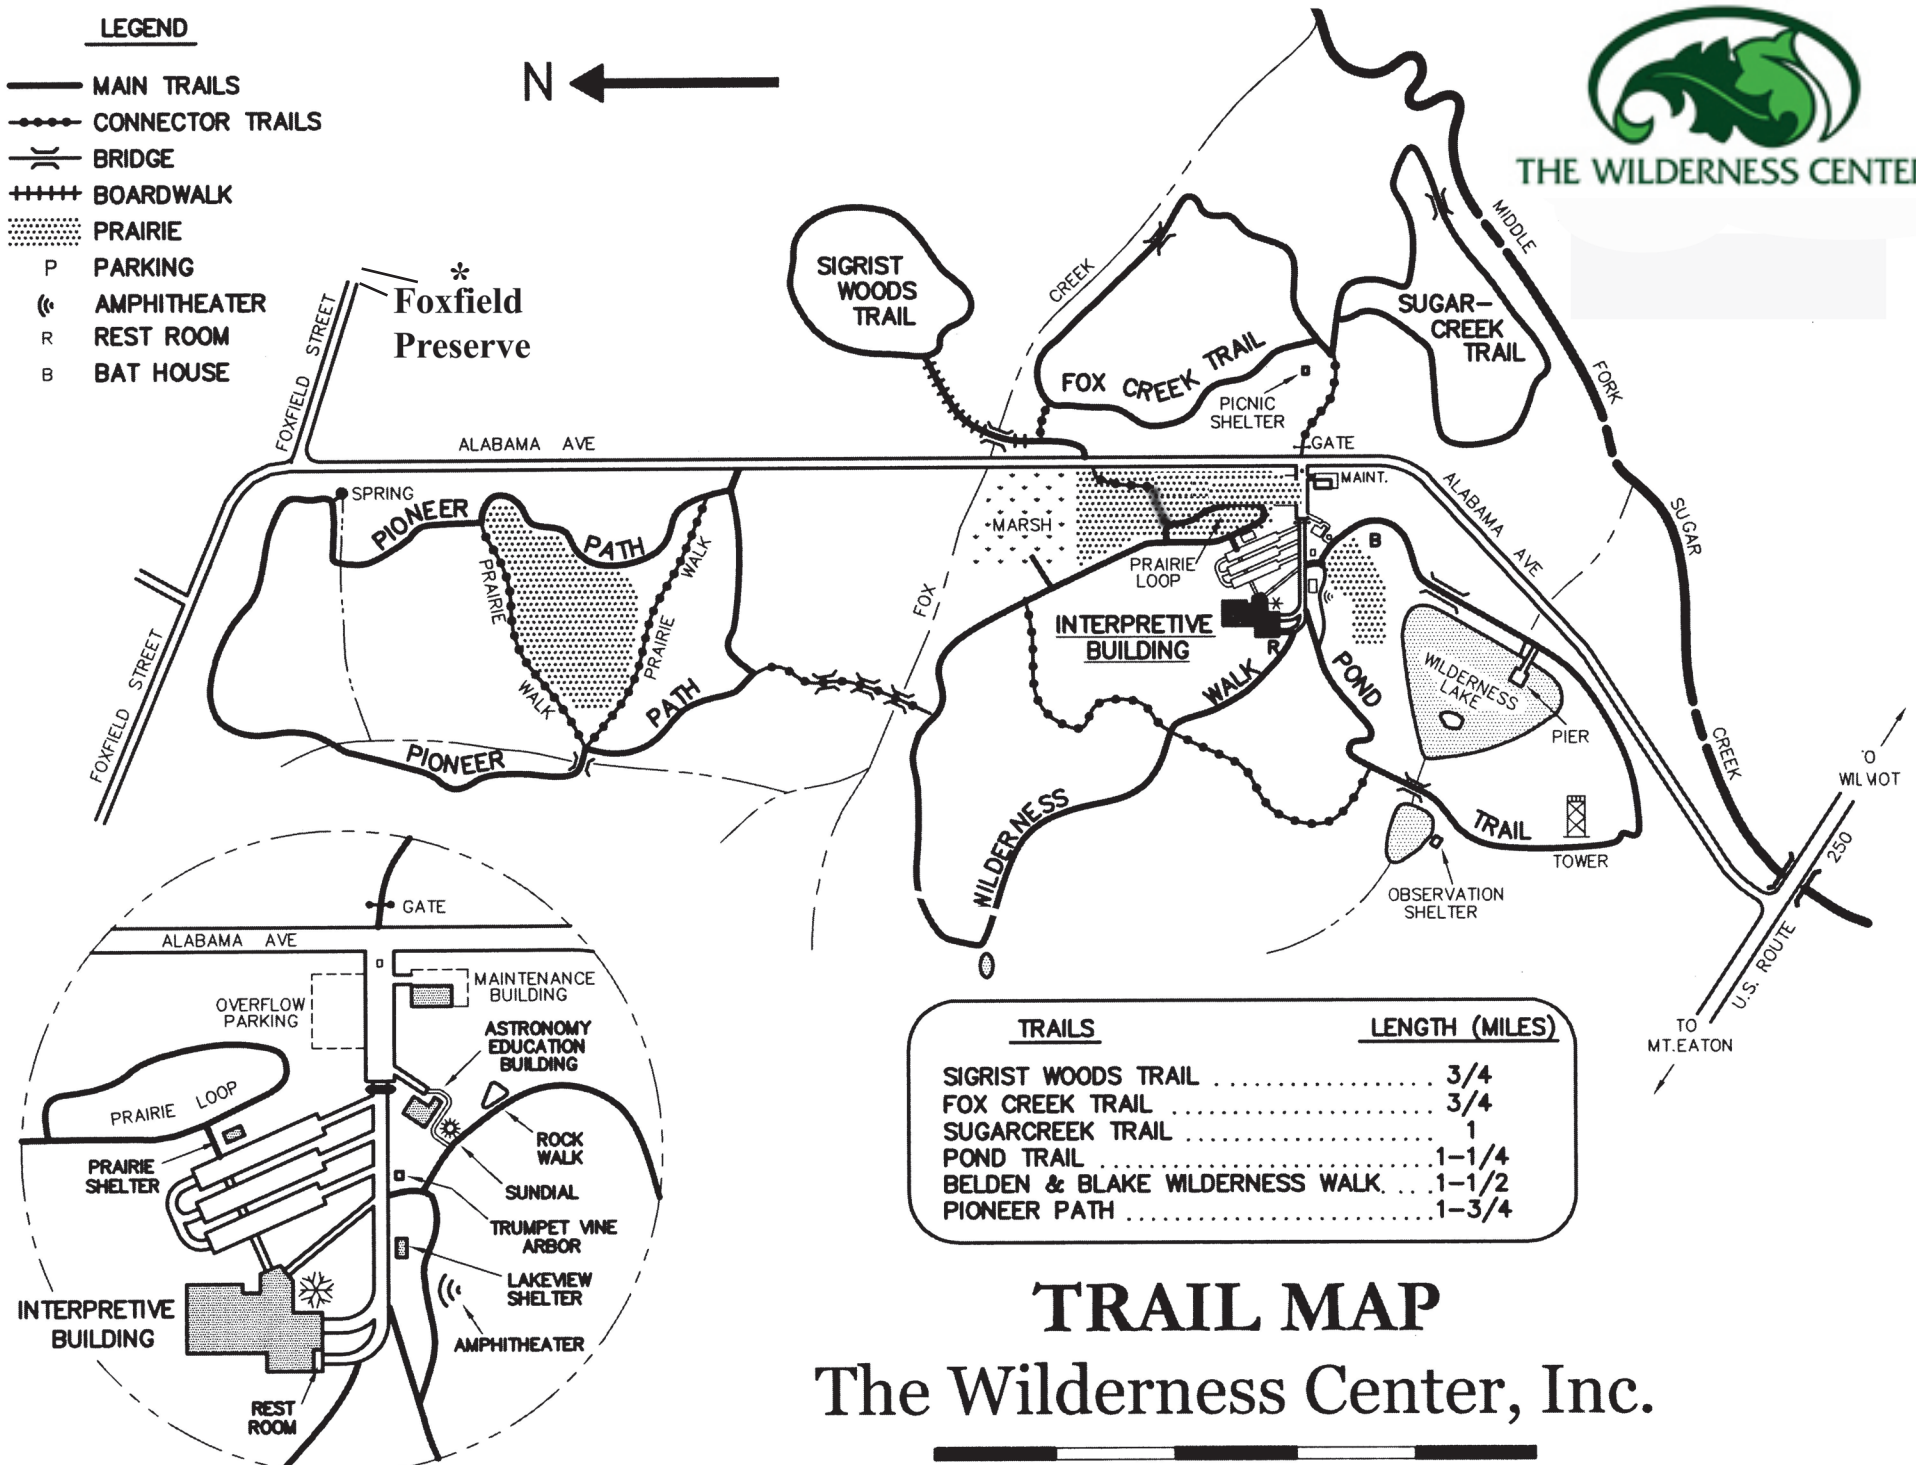 LEGEND
MAIN TRAILS
CONNECTOR TRAILS
BRIDGE
BOARDWALK
PRAIRIE
P PARKING
AMPHITHEATER
R REST ROOM
B BAT HOUSE
N
THE WILDERNESS CENTER
*
Foxfield
Preserve
FOXFIELD STREET
FOXFIELD STREET
ALABAMA AVE
SIGRIST
WOODS
TRAIL
CREEK
FOX CREEK TRAIL
PICNIC
SHELTER
SUGAR-
CREEK
TRAIL
MIDDLE
FORK
SUGAR
CREEK
GATE
MAINT.
ALABAMA AVE
SPRING
PIONEER
PATH
PRAIRIE
WALK
PRAIRIE
WALK
PATH
PIONEER
FOX
MARSH
PRAIRIE
LOOP
B
INTERPRETIVE
BUILDING
*
R
WALK
WILDERNESS
POND
TRAIL
WILDERNESS
LAKE
PIER
TOWER
OBSERVATION
SHELTER
O
WILMOT
U.S. ROUTE 250
TO
MT.EATON
GATE
ALABAMA AVE
OVERFLOW
PARKING
MAINTENANCE
BUILDING
ASTRONOMY
EDUCATION
BUILDING
PRAIRIE LOOP
PRAIRIE
SHELTER
ROCK
WALK
SUNDIAL
TRUMPET VINE
ARBOR
LAKEVIEW
SHELTER
AMPHITHEATER
INTERPRETIVE
BUILDING
REST
ROOM
TRAILS LENGTH (MILES)
SIGRIST WOODS TRAIL ................ 3/4
FOX CREEK TRAIL ................... 3/4
SUGARCREEK TRAIL .................. 1
POND TRAIL ........................ 1-1/4
BELDEN & BLAKE WILDERNESS WALK. .... 1-1/2
PIONEER PATH ...................... 1-3/4
TRAIL MAP
The Wilderness Center, Inc.